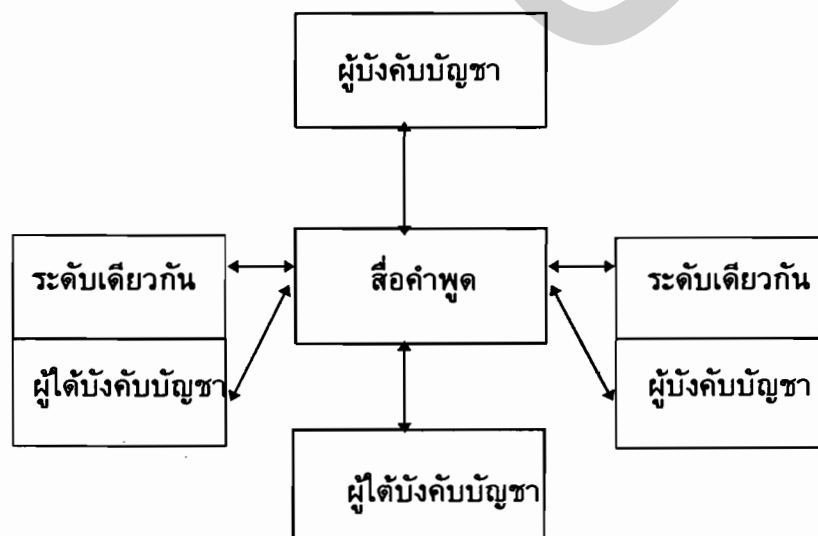 ผู้บังคับบัญชา
ระดับเดียวกัน
สื่อคำพูด
ระดับเดียวกัน
ผู้ใต้บังคับบัญชา
ผู้บังคับบัญชา
ผู้ใต้บังคับบัญชา